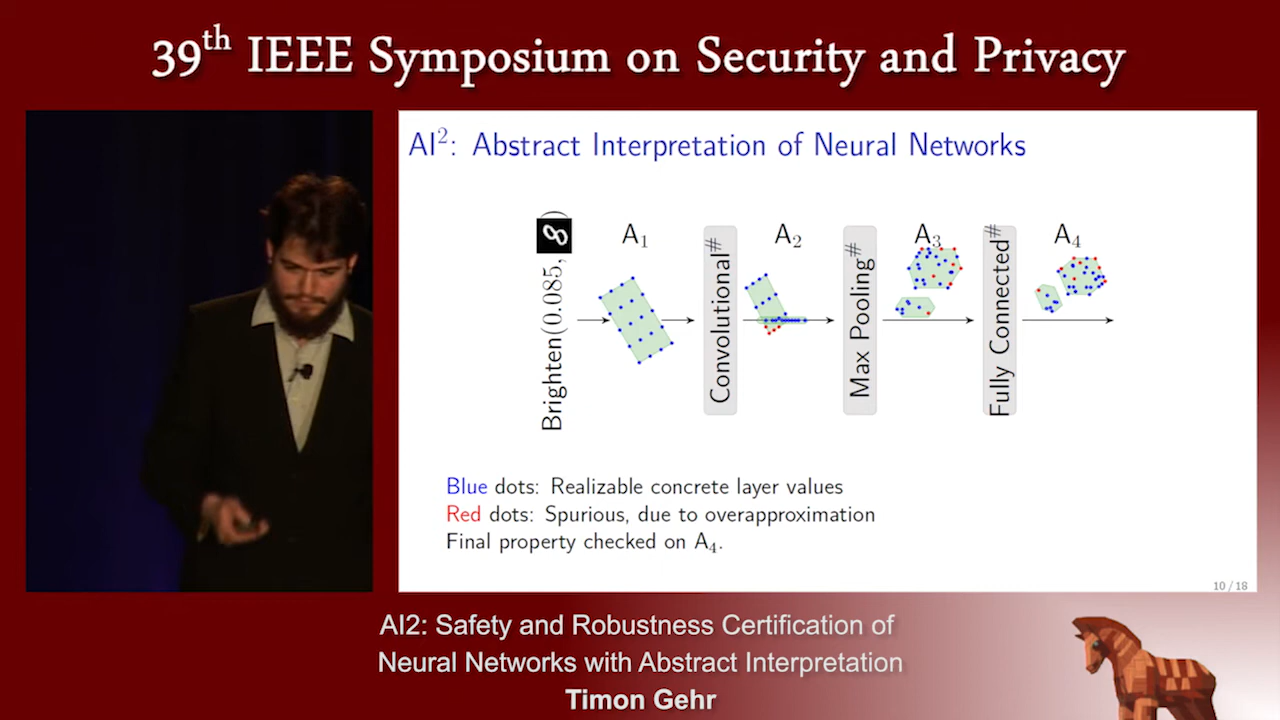 39th IEEE Symposium on Security and Privacy
AI²: Abstract Interpretation of Neural Networks
Brighten(0.085, 8)
A₁
Convolutional#
A₂
Max Pooling#
A₃
Fully Connected#
A₄
Blue dots: Realizable concrete layer values
Red dots: Spurious, due to overapproximation
Final property checked on A₄.
10 / 18
AI2: Safety and Robustness Certification of
Neural Networks with Abstract Interpretation
Timon Gehr